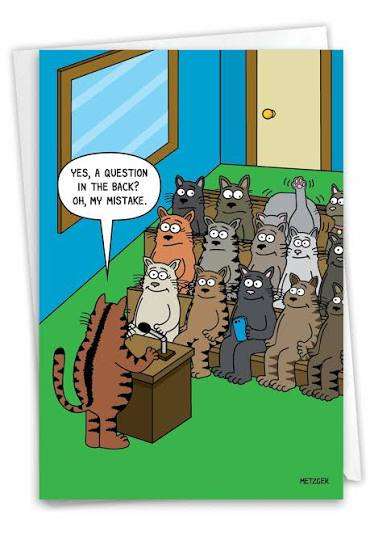 YES, A QUESTION
IN THE BACK?
OH, MY MISTAKE.
METZGER